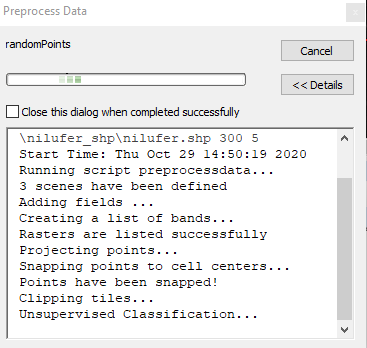 Preprocess Data
randomPoints
Cancel
<< Details
Close this dialog when completed successfully
\nilufer_shp\nilufer.shp 300 5
Start Time: Thu Oct 29 14:50:19 2020
Running script preprocessdata...
3 scenes have been defined
Adding fields ...
Creating a list of bands...
Rasters are listed successfully
Projecting points...
Snapping points to cell centers...
Points have been snapped!
Clipping tiles...
Unsupervised Classification...